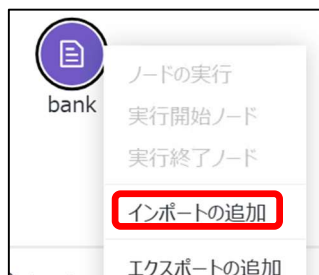 bank
ノードの実行
実行開始ノード
実行終了ノード
インポートの追加
エクスポートの追加